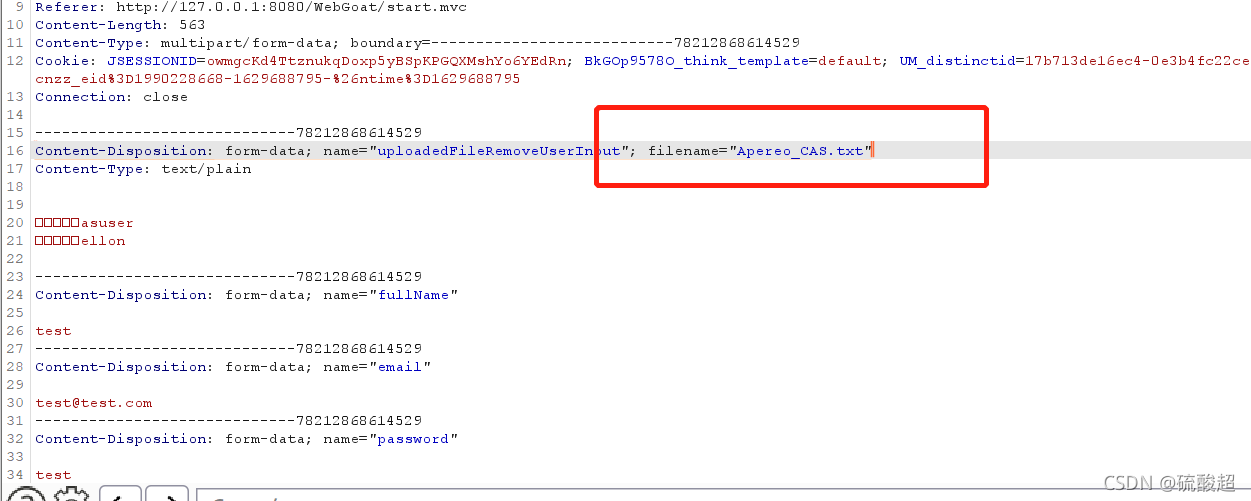 9 Referer: http://127.0.0.1:8080/WebGoat/start.mvc
10 Content-Length: 563
11 Content-Type: multipart/form-data; boundary=---------------------------78212868614529
12 Cookie: JSESSIONID=owmgcKd4TtznukqDoxp5yBSpKPGQXMshYo6YEdRn; BkGOp9578O_think_template=default; UM_distinctid=17b713de16ec4-0e3b4fc22ce
cnzz_eid%3D1990228668-1629688795-%26ntime%3D1629688795
13 Connection: close
14
15 -----------------------------78212868614529
16 Content-Disposition: form-data; name="uploadedFileRemoveUserInput"; filename="Apereo_CAS.txt"
17 Content-Type: text/plain
18
19
20 □□□□□asuser
21 □□□□□ellon
22
23 -----------------------------78212868614529
24 Content-Disposition: form-data; name="fullName"
25
26 test
27 -----------------------------78212868614529
28 Content-Disposition: form-data; name="email"
29
30 test@test.com
31 -----------------------------78212868614529
32 Content-Disposition: form-data; name="password"
33
34 test
CSDN @硫酸超